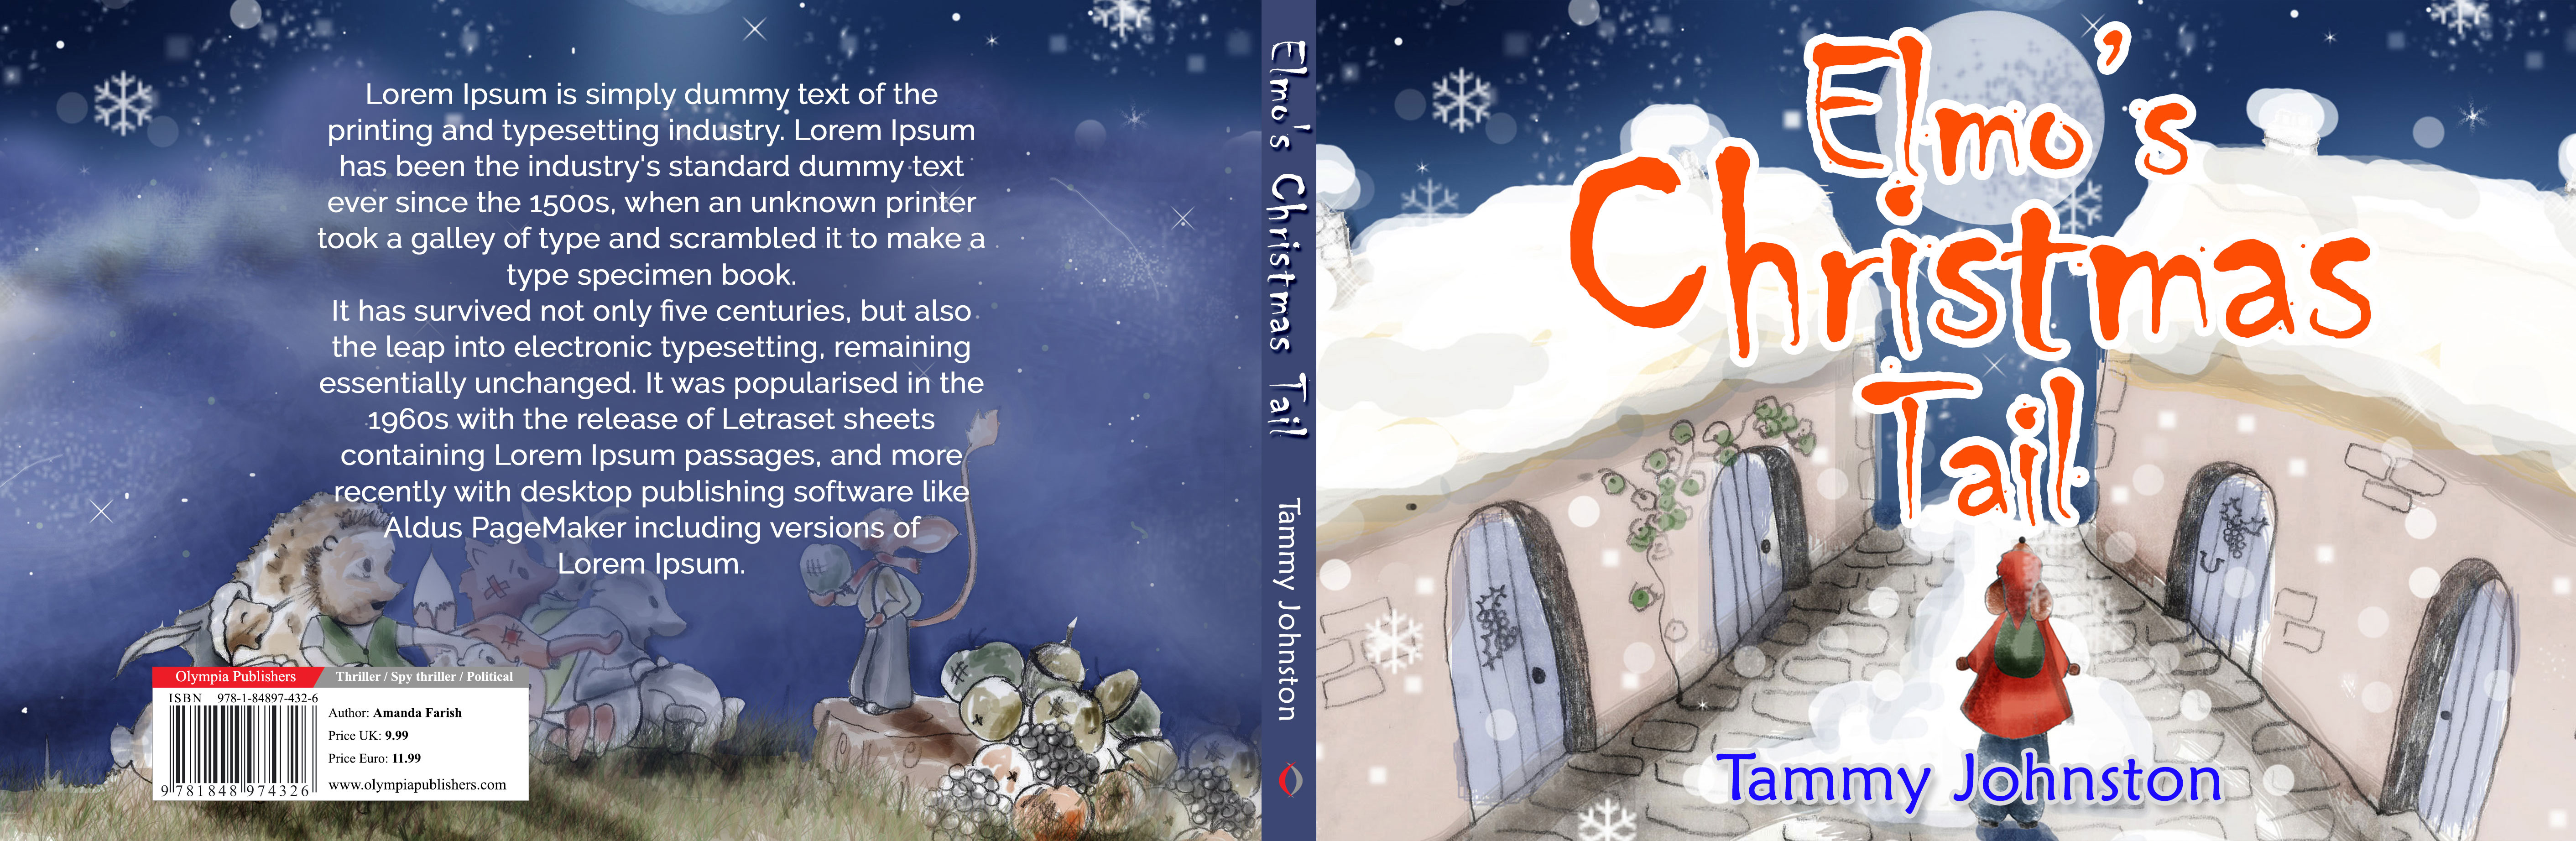 Lorem Ipsum is simply dummy text of the
printing and typesetting industry. Lorem Ipsum
has been the industry's standard dummy text
ever since the 1500s, when an unknown printer
took a galley of type and scrambled it to make a
type specimen book.
It has survived not only five centuries, but also
the leap into electronic typesetting, remaining
essentially unchanged. It was popularised in the
1960s with the release of Letraset sheets
containing Lorem Ipsum passages, and more
recently with desktop publishing software like
Aldus PageMaker including versions of
Lorem Ipsum.
Olympia Publishers
Thriller / Spy thriller / Political
ISBN 978-1-84897-432-6
9 781848 974326
Author: Amanda Farish
Price UK: 9.99
Price Euro: 11.99
www.olympiapublishers.com
Elmo's Christmas Tail
Tammy Johnston
Elmo's
Christmas
Tail
Tammy Johnston